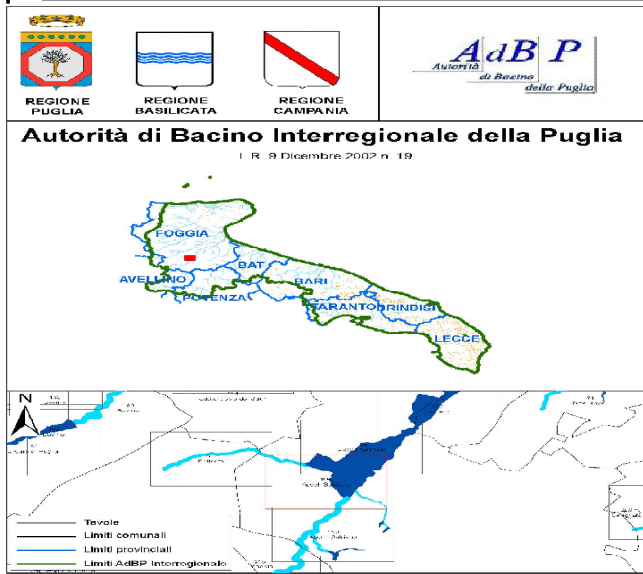 REGIONE PUGLIA
REGIONE BASILICATA
REGIONE CAMPANIA
AdB P
Autorità
di Bacino
della Puglia
Autorità di Bacino Interregionale della Puglia
L.R. 9 Dicembre 2002 n. 19
FOGGIA
BAT
AVELLINO
BARI
POTENZA
TARANTO
BRINDISI
LECCE
N
Tavole
Limiti comunali
Limiti provinciali
Limiti AdBP Interregionale